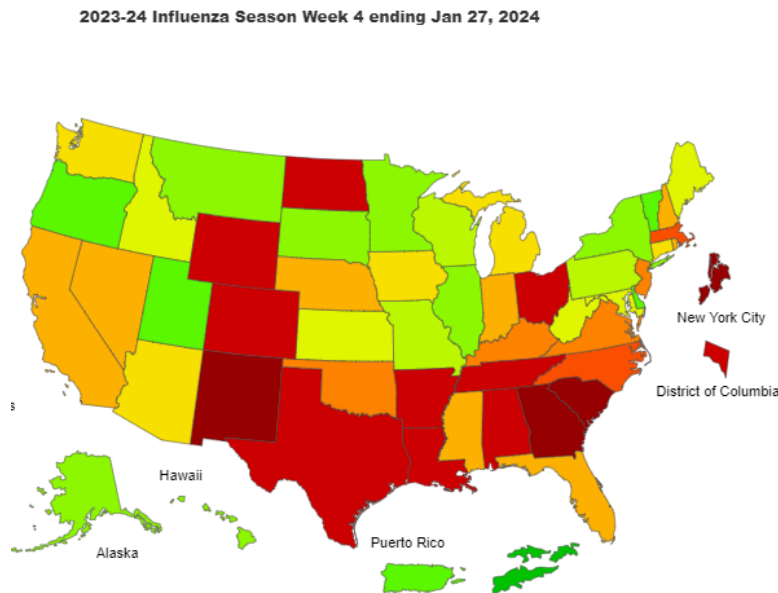 2023-24 Influenza Season Week 4 ending Jan 27, 2024
New York City
District of Columbia
s
Hawaii
Alaska
Puerto Rico